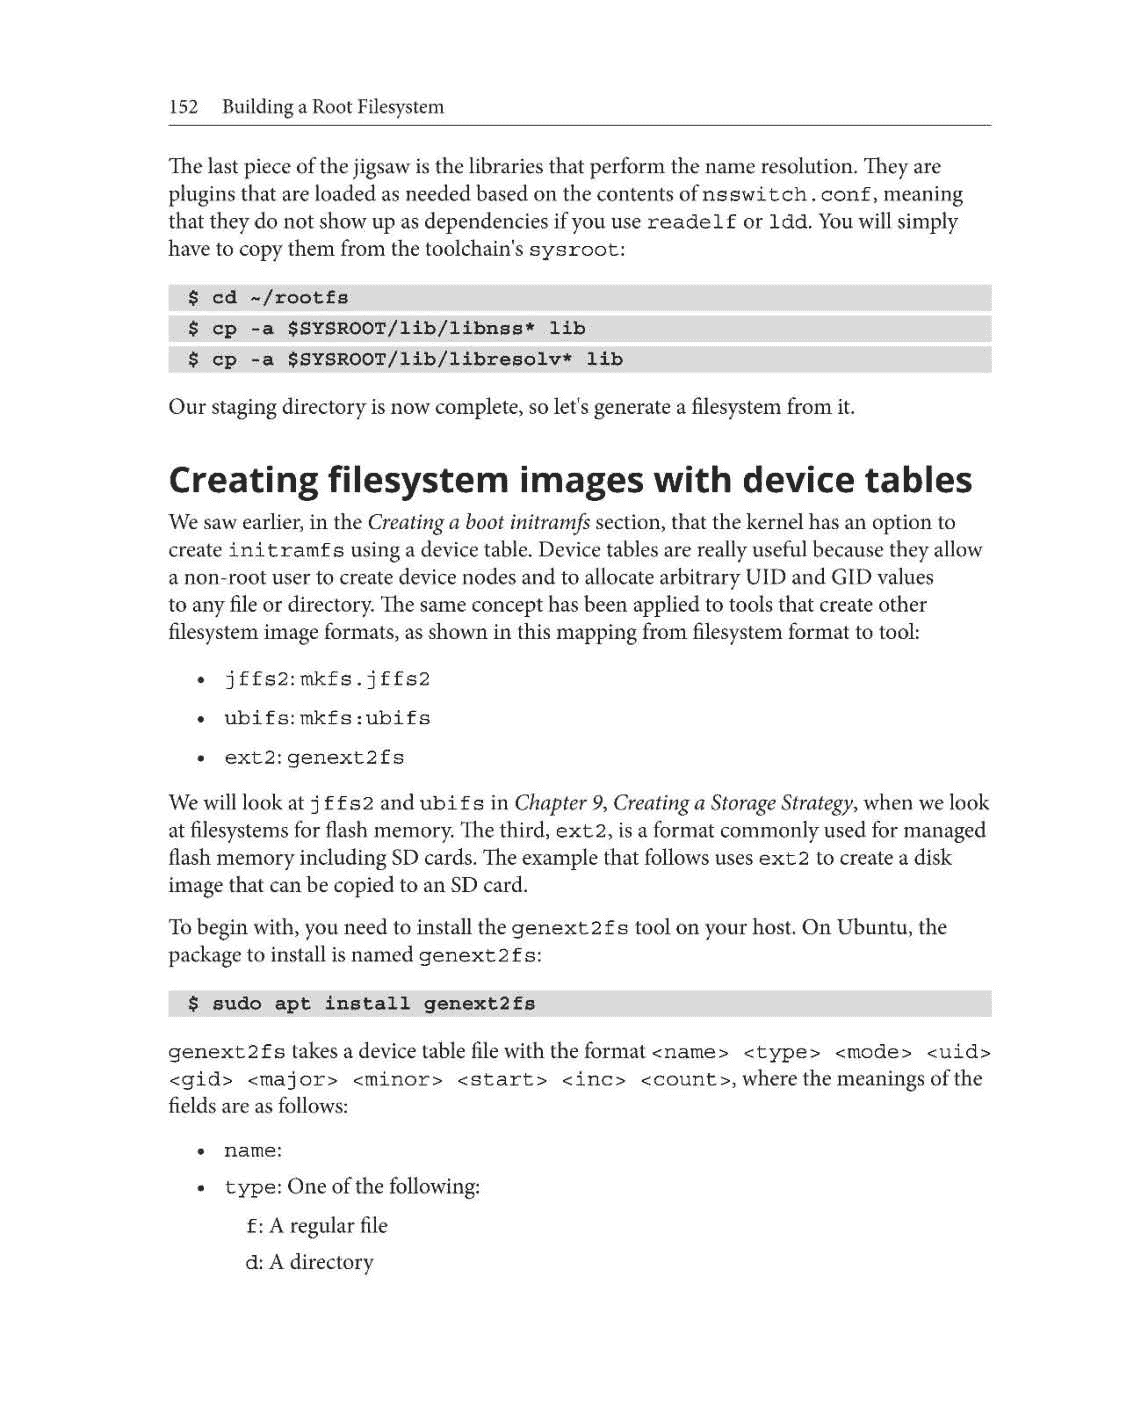 152 Building a Root Filesystem
The last piece of the jigsaw is the libraries that perform the name resolution. They are
plugins that are loaded as needed based on the contents of nsswitch.conf, meaning
that they do not show up as dependencies if you use readelf or ldd. You will simply
have to copy them from the toolchain's sysroot:
$ cd ~/rootfs
$ cp -a $SYSROOT/lib/libnss* lib
$ cp -a $SYSROOT/lib/libresolv* lib
Our staging directory is now complete, so let's generate a filesystem from it.
Creating filesystem images with device tables
We saw earlier, in the Creating a boot initramfs section, that the kernel has an option to
create initramfs using a device table. Device tables are really useful because they allow
a non-root user to create device nodes and to allocate arbitrary UID and GID values
to any file or directory. The same concept has been applied to tools that create other
filesystem image formats, as shown in this mapping from filesystem format to tool:
• jffs2: mkfs.jffs2
• ubifs: mkfs:ubifs
• ext2: genext2fs
We will look at jffs2 and ubifs in Chapter 9, Creating a Storage Strategy, when we look
at filesystems for flash memory. The third, ext2, is a format commonly used for managed
flash memory including SD cards. The example that follows uses ext2 to create a disk
image that can be copied to an SD card.
To begin with, you need to install the genext2fs tool on your host. On Ubuntu, the
package to install is named genext2fs:
$ sudo apt install genext2fs
genext2fs takes a device table file with the format <name> <type> <mode> <uid>
<gid> <major> <minor> <start> <inc> <count>, where the meanings of the
fields are as follows:
• name:
• type: One of the following:
f: A regular file
d: A directory